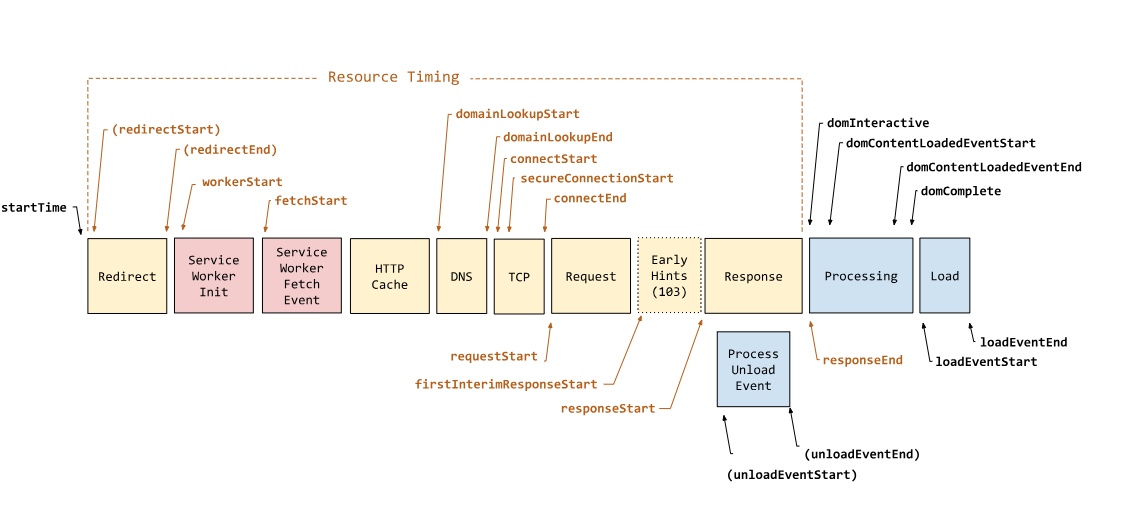 Resource Timing
domainLookupStart
(redirectStart)
domInteractive
domainLookupEnd
domContentLoadedEventStart
(redirectEnd)
connectStart
domContentLoadedEventEnd
workerStart
secureConnectionStart
domComplete
fetchStart
connectEnd
startTime
Redirect
Service
Worker
Init
Service
Worker
Fetch
Event
HTTP
Cache
DNS
TCP
Request
Early
Hints
(103)
Response
Processing
Load
requestStart
firstInterimResponseStart
responseStart
Process
Unload
Event
responseEnd
loadEventEnd
loadEventStart
(unloadEventEnd)
(unloadEventStart)